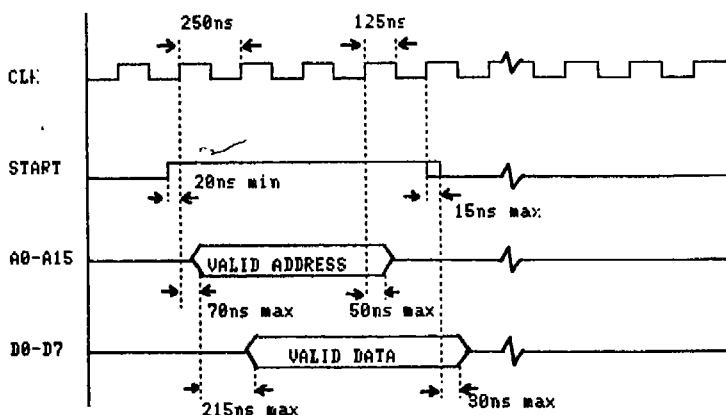 250ns 125ns
CLK
START
20ns min 15ns max
A0-A15 VALID ADDRESS
70ns max 50ns max
D0-D7 VALID DATA
215ns max 30ns max